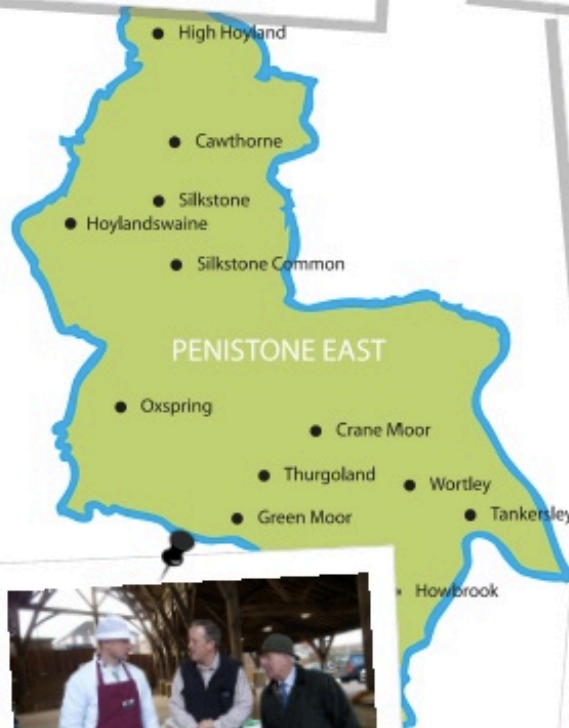 High Hoyland
Cawthorne
Silkstone
Hoylandswaine
Silkstone Common
PENISTONE EAST
Oxspring
Crane Moor
Thurgoland
Wortley
Green Moor
Tankersley
Howbrook